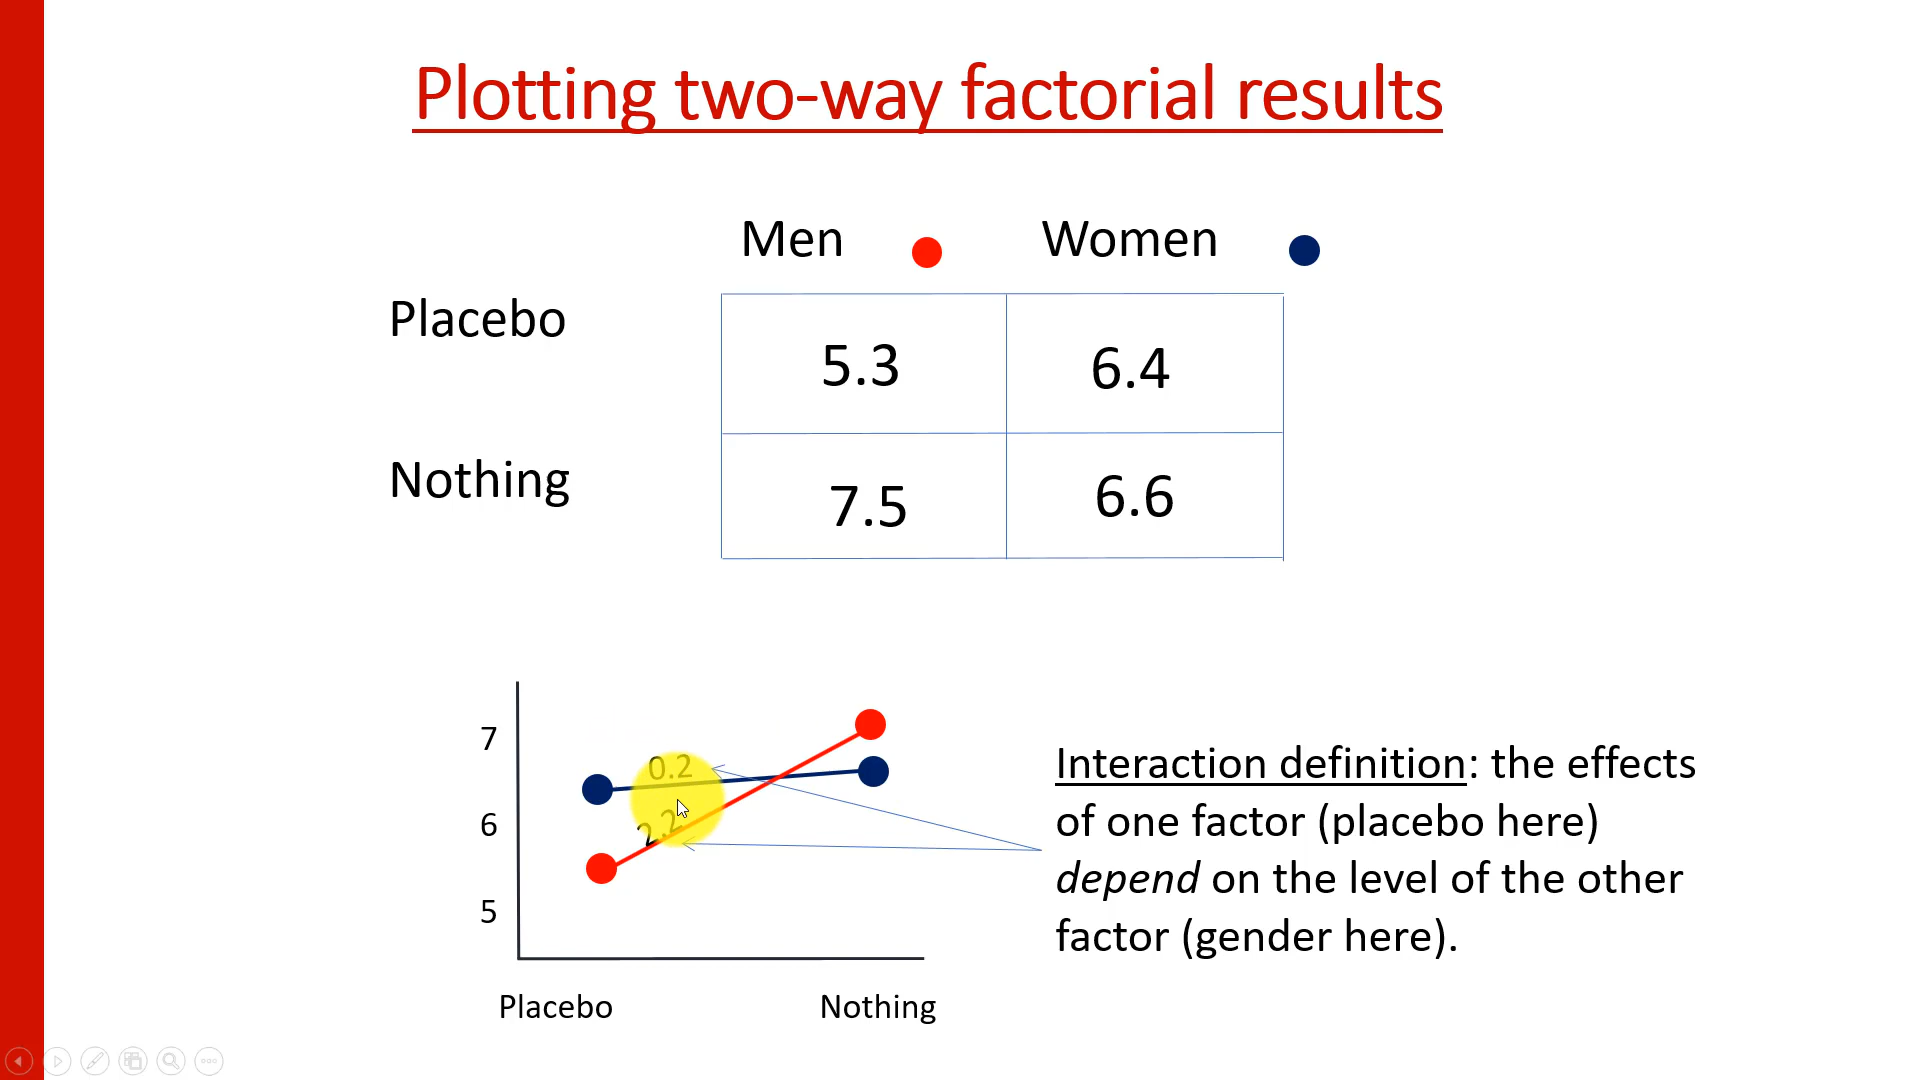 Plotting two-way factorial results
Men Women
Placebo
5.3 6.4
Nothing
7.5 6.6
7
0.2
6
2.2
5
Placebo Nothing
Interaction definition: the effects
of one factor (placebo here)
depend on the level of the other
factor (gender here).